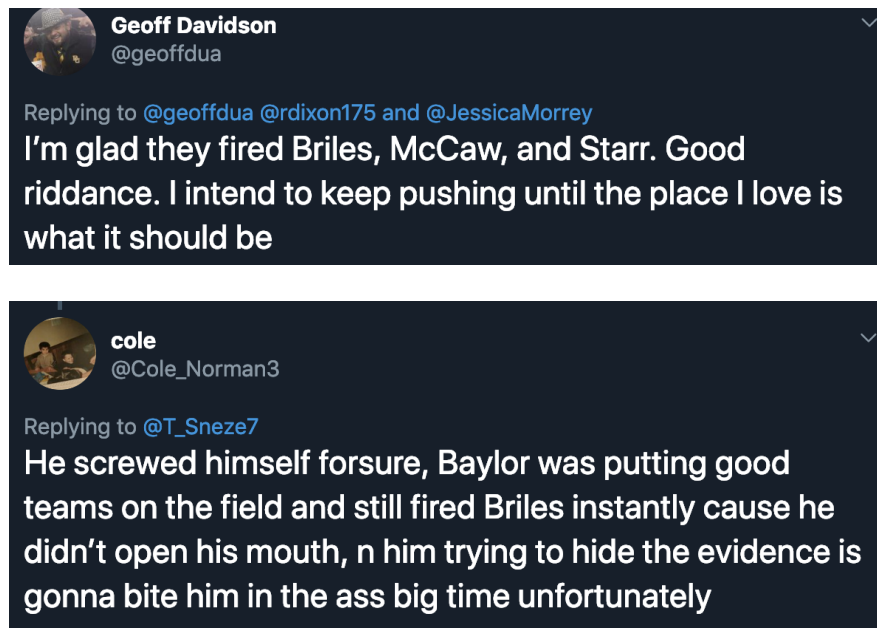 Geoff Davidson
@geoffdua
Replying to @geoffdua @rdixon175 and @JessicaMorrey
I'm glad they fired Briles, McCaw, and Starr. Good
riddance. I intend to keep pushing until the place I love is
what it should be
cole
@Cole_Norman3
Replying to @T_Sneze7
He screwed himself forsure, Baylor was putting good
teams on the field and still fired Briles instantly cause he
didn't open his mouth, n him trying to hide the evidence is
gonna bite him in the ass big time unfortunately